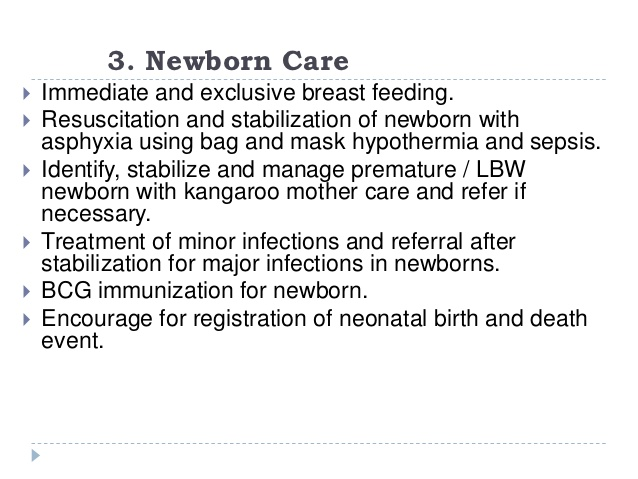 3. Newborn Care
Immediate and exclusive breast feeding.
Resuscitation and stabilization of newborn with
asphyxia using bag and mask hypothermia and sepsis.
Identify, stabilize and manage premature / LBW
newborn with kangaroo mother care and refer if
necessary.
Treatment of minor infections and referral after
stabilization for major infections in newborns.
BCG immunization for newborn.
Encourage for registration of neonatal birth and death
event.